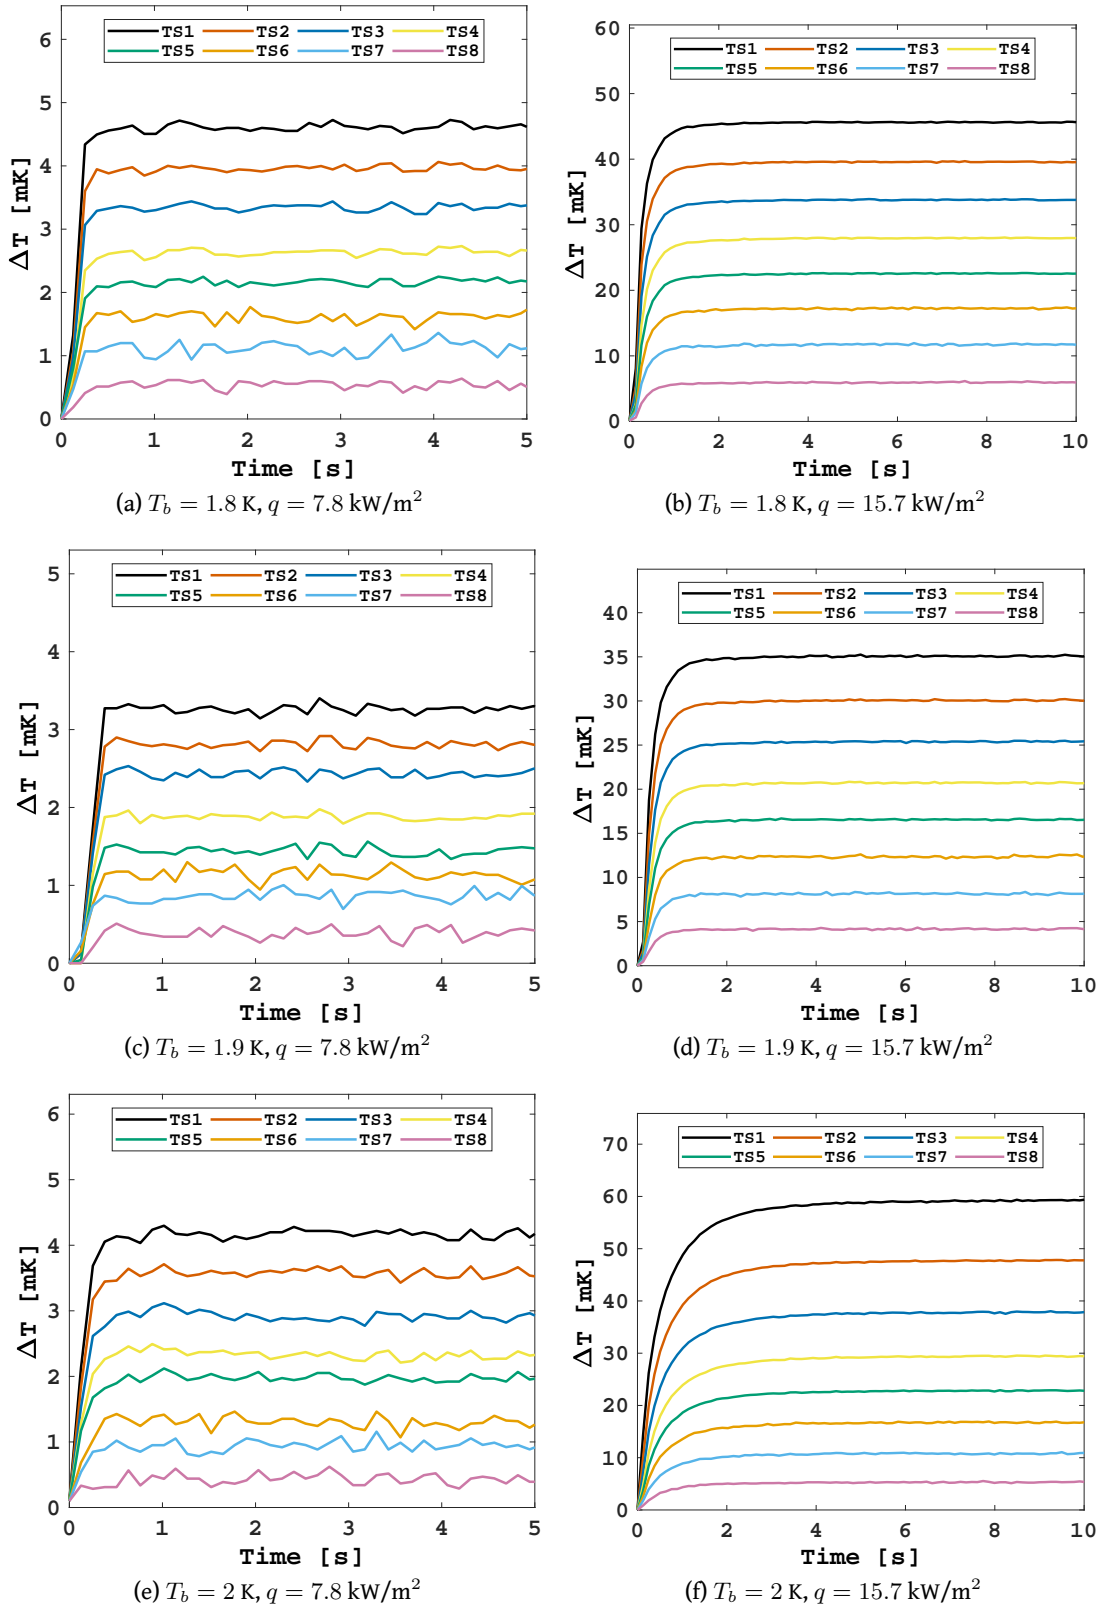 6
5
4
3
2
1
0
ΔT [mK]
TS1 TS2 TS3 TS4
TS5 TS6 TS7 TS8
0 1 2 3 4 5
Time [s]
(a) T_b = 1.8 K, q = 7.8 kW/m²
60
50
40
30
20
10
0
ΔT [mK]
TS1 TS2 TS3 TS4
TS5 TS6 TS7 TS8
0 2 4 6 8 10
Time [s]
(b) T_b = 1.8 K, q = 15.7 kW/m²
5
4
3
2
1
0
ΔT [mK]
TS1 TS2 TS3 TS4
TS5 TS6 TS7 TS8
0 1 2 3 4 5
Time [s]
(c) T_b = 1.9 K, q = 7.8 kW/m²
40
35
30
25
20
15
10
5
0
ΔT [mK]
TS1 TS2 TS3 TS4
TS5 TS6 TS7 TS8
0 2 4 6 8 10
Time [s]
(d) T_b = 1.9 K, q = 15.7 kW/m²
6
5
4
3
2
1
0
ΔT [mK]
TS1 TS2 TS3 TS4
TS5 TS6 TS7 TS8
0 1 2 3 4 5
Time [s]
(e) T_b = 2 K, q = 7.8 kW/m²
70
60
50
40
30
20
10
0
ΔT [mK]
TS1 TS2 TS3 TS4
TS5 TS6 TS7 TS8
0 2 4 6 8 10
Time [s]
(f) T_b = 2 K, q = 15.7 kW/m²